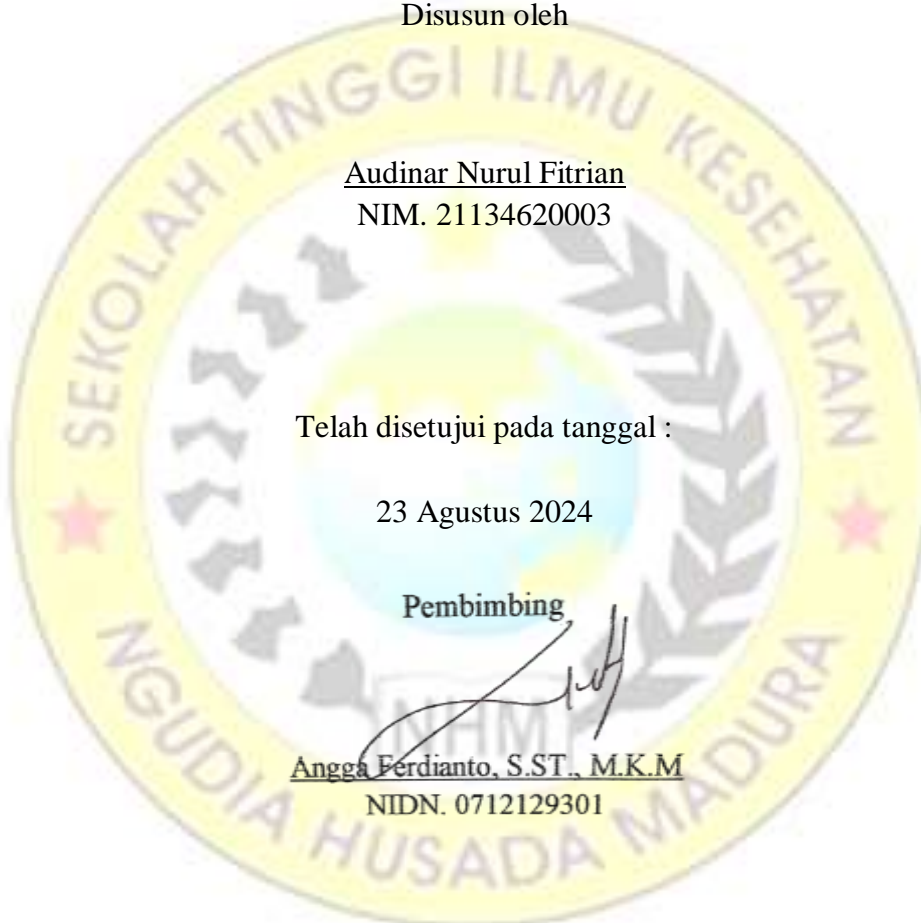 Disusun oleh
SEKOLAH TINGGI ILMU KESEHATAN
Audinar Nurul Fitrian
NIM. 21134620003
Telah disetujui pada tanggal :
23 Agustus 2024
Pembimbing
NHM
Angga Ferdianto, S.ST., M.K.M
NIDN. 0712129301
NGUDIA HUSADA MADURA